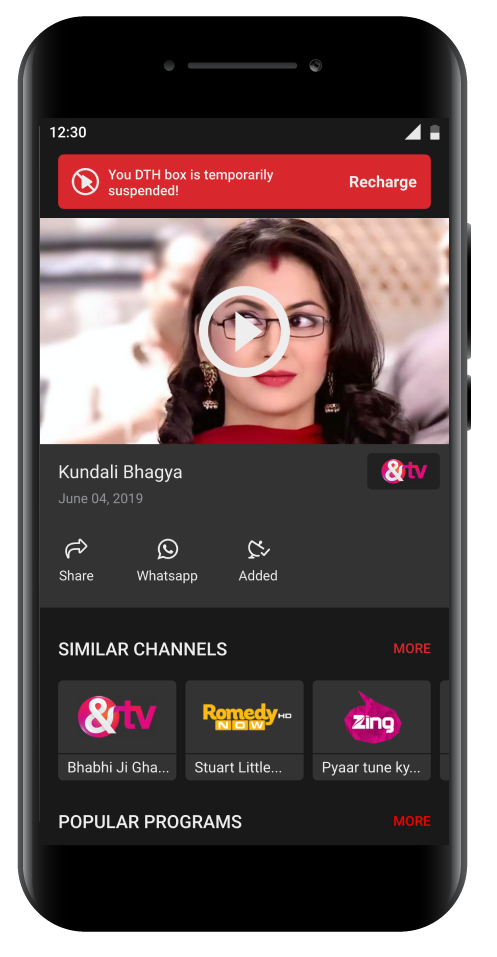 12:30
You DTH box is temporarily
suspended!
Recharge
Kundali Bhagya
&tv
June 04, 2019
Share
Whatsapp
Added
SIMILAR CHANNELS
MORE
&tv
Romedy HD
NOW
Zing
Bhabhi Ji Gha...
Stuart Little...
Pyaar tune ky...
POPULAR PROGRAMS
MORE